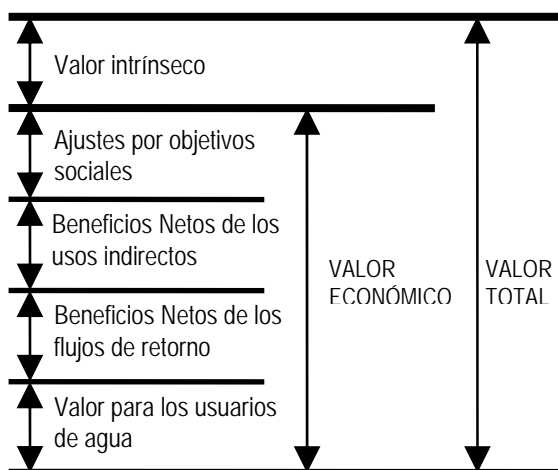 Valor intrínseco
Ajustes por objetivos
sociales
Beneficios Netos de los
usos indirectos
Beneficios Netos de los
flujos de retorno
Valor para los usuarios
de agua
VALOR
ECONÓMICO
VALOR
TOTAL